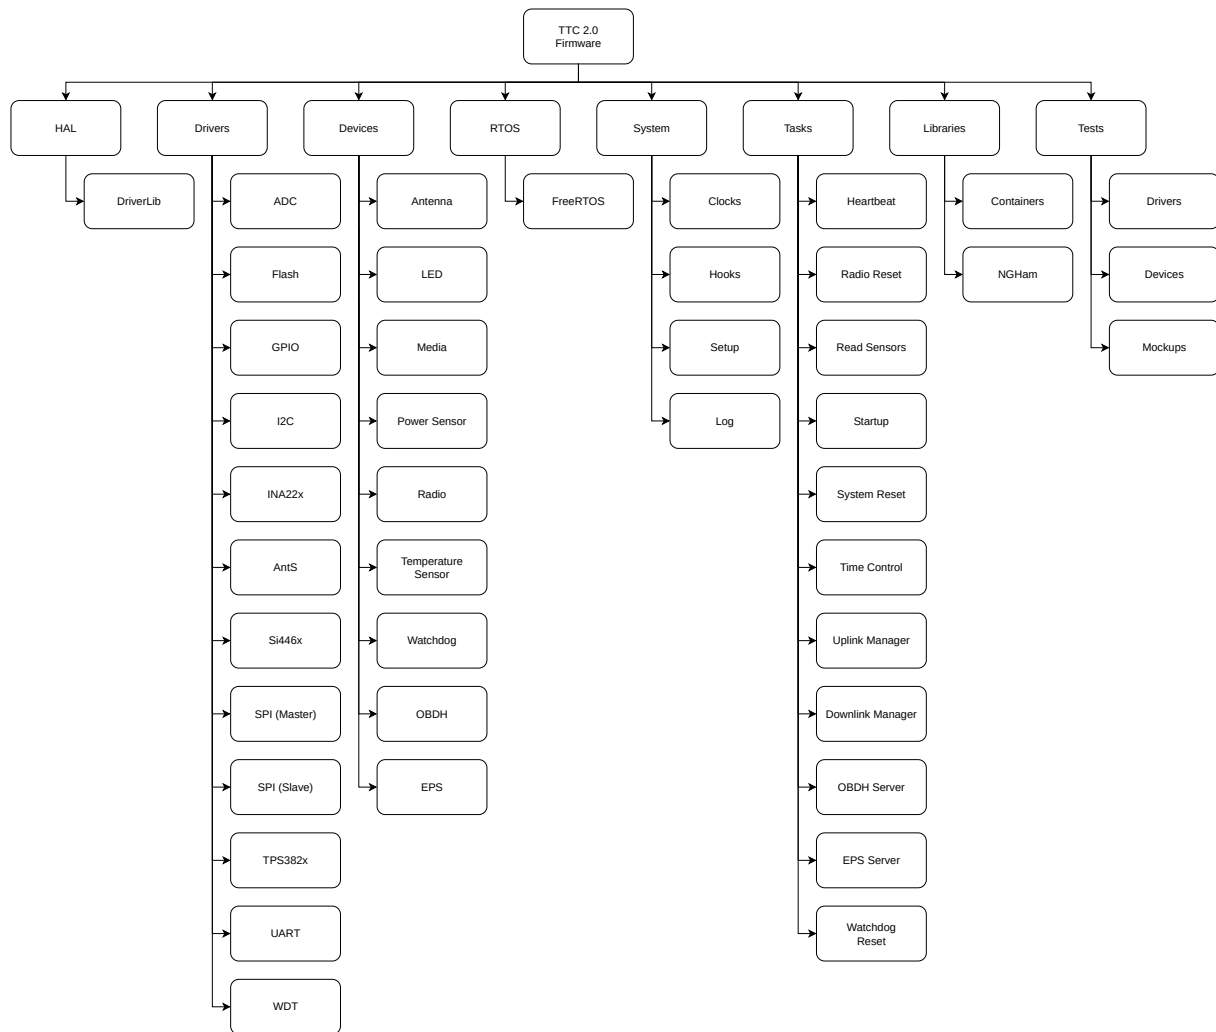 TTC 2.0
Firmware
HAL
Drivers
Devices
RTOS
System
Tasks
Libraries
Tests
DriverLib
ADC
Flash
GPIO
I2C
INA22x
AntS
Si446x
SPI (Master)
SPI (Slave)
TPS382x
UART
WDT
Antenna
LED
Media
Power Sensor
Radio
Temperature
Sensor
Watchdog
OBDH
EPS
FreeRTOS
Clocks
Hooks
Setup
Log
Heartbeat
Radio Reset
Read Sensors
Startup
System Reset
Time Control
Uplink Manager
Downlink Manager
OBDH Server
EPS Server
Watchdog
Reset
Containers
NGHam
Drivers
Devices
Mockups